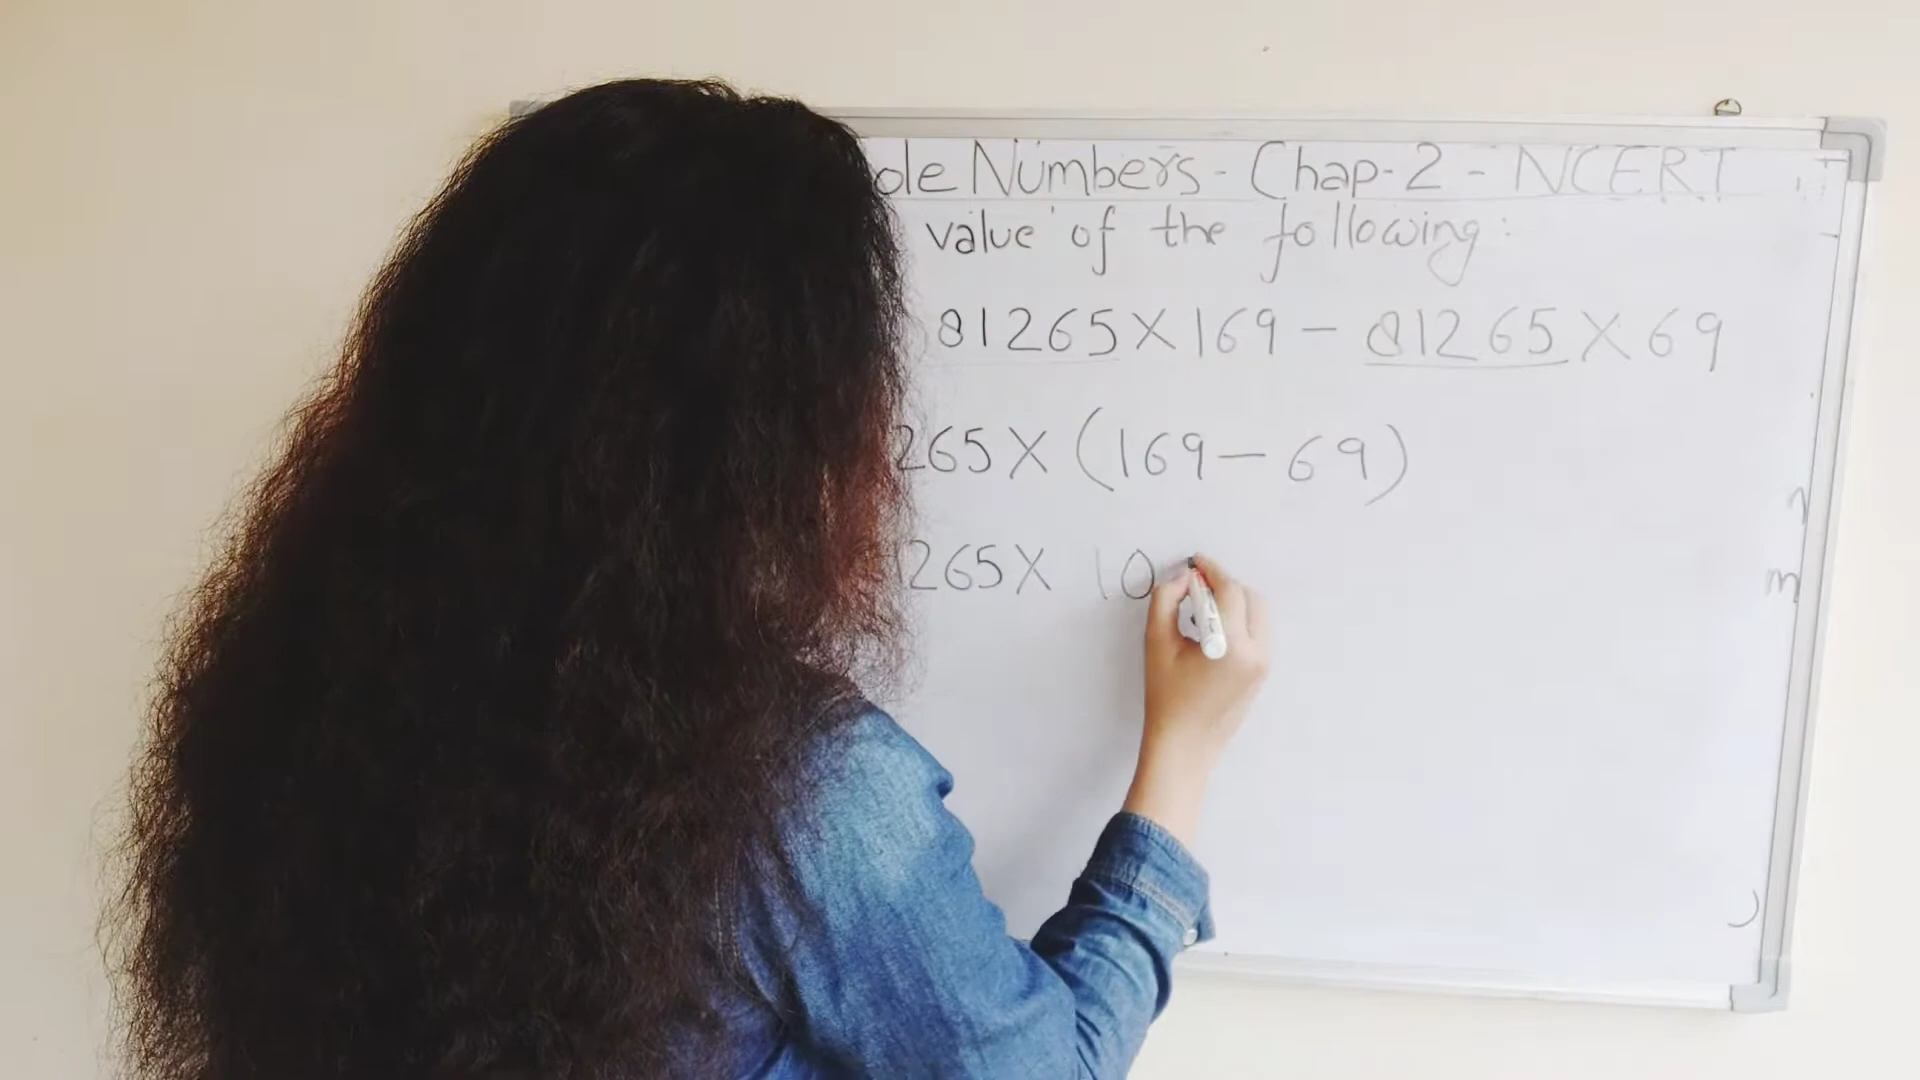 ole Numbers - Chap-2 - NCERT
value of the following:
81265 X 169 - 81265 X 69
265 X (169 - 69)
265 X 10